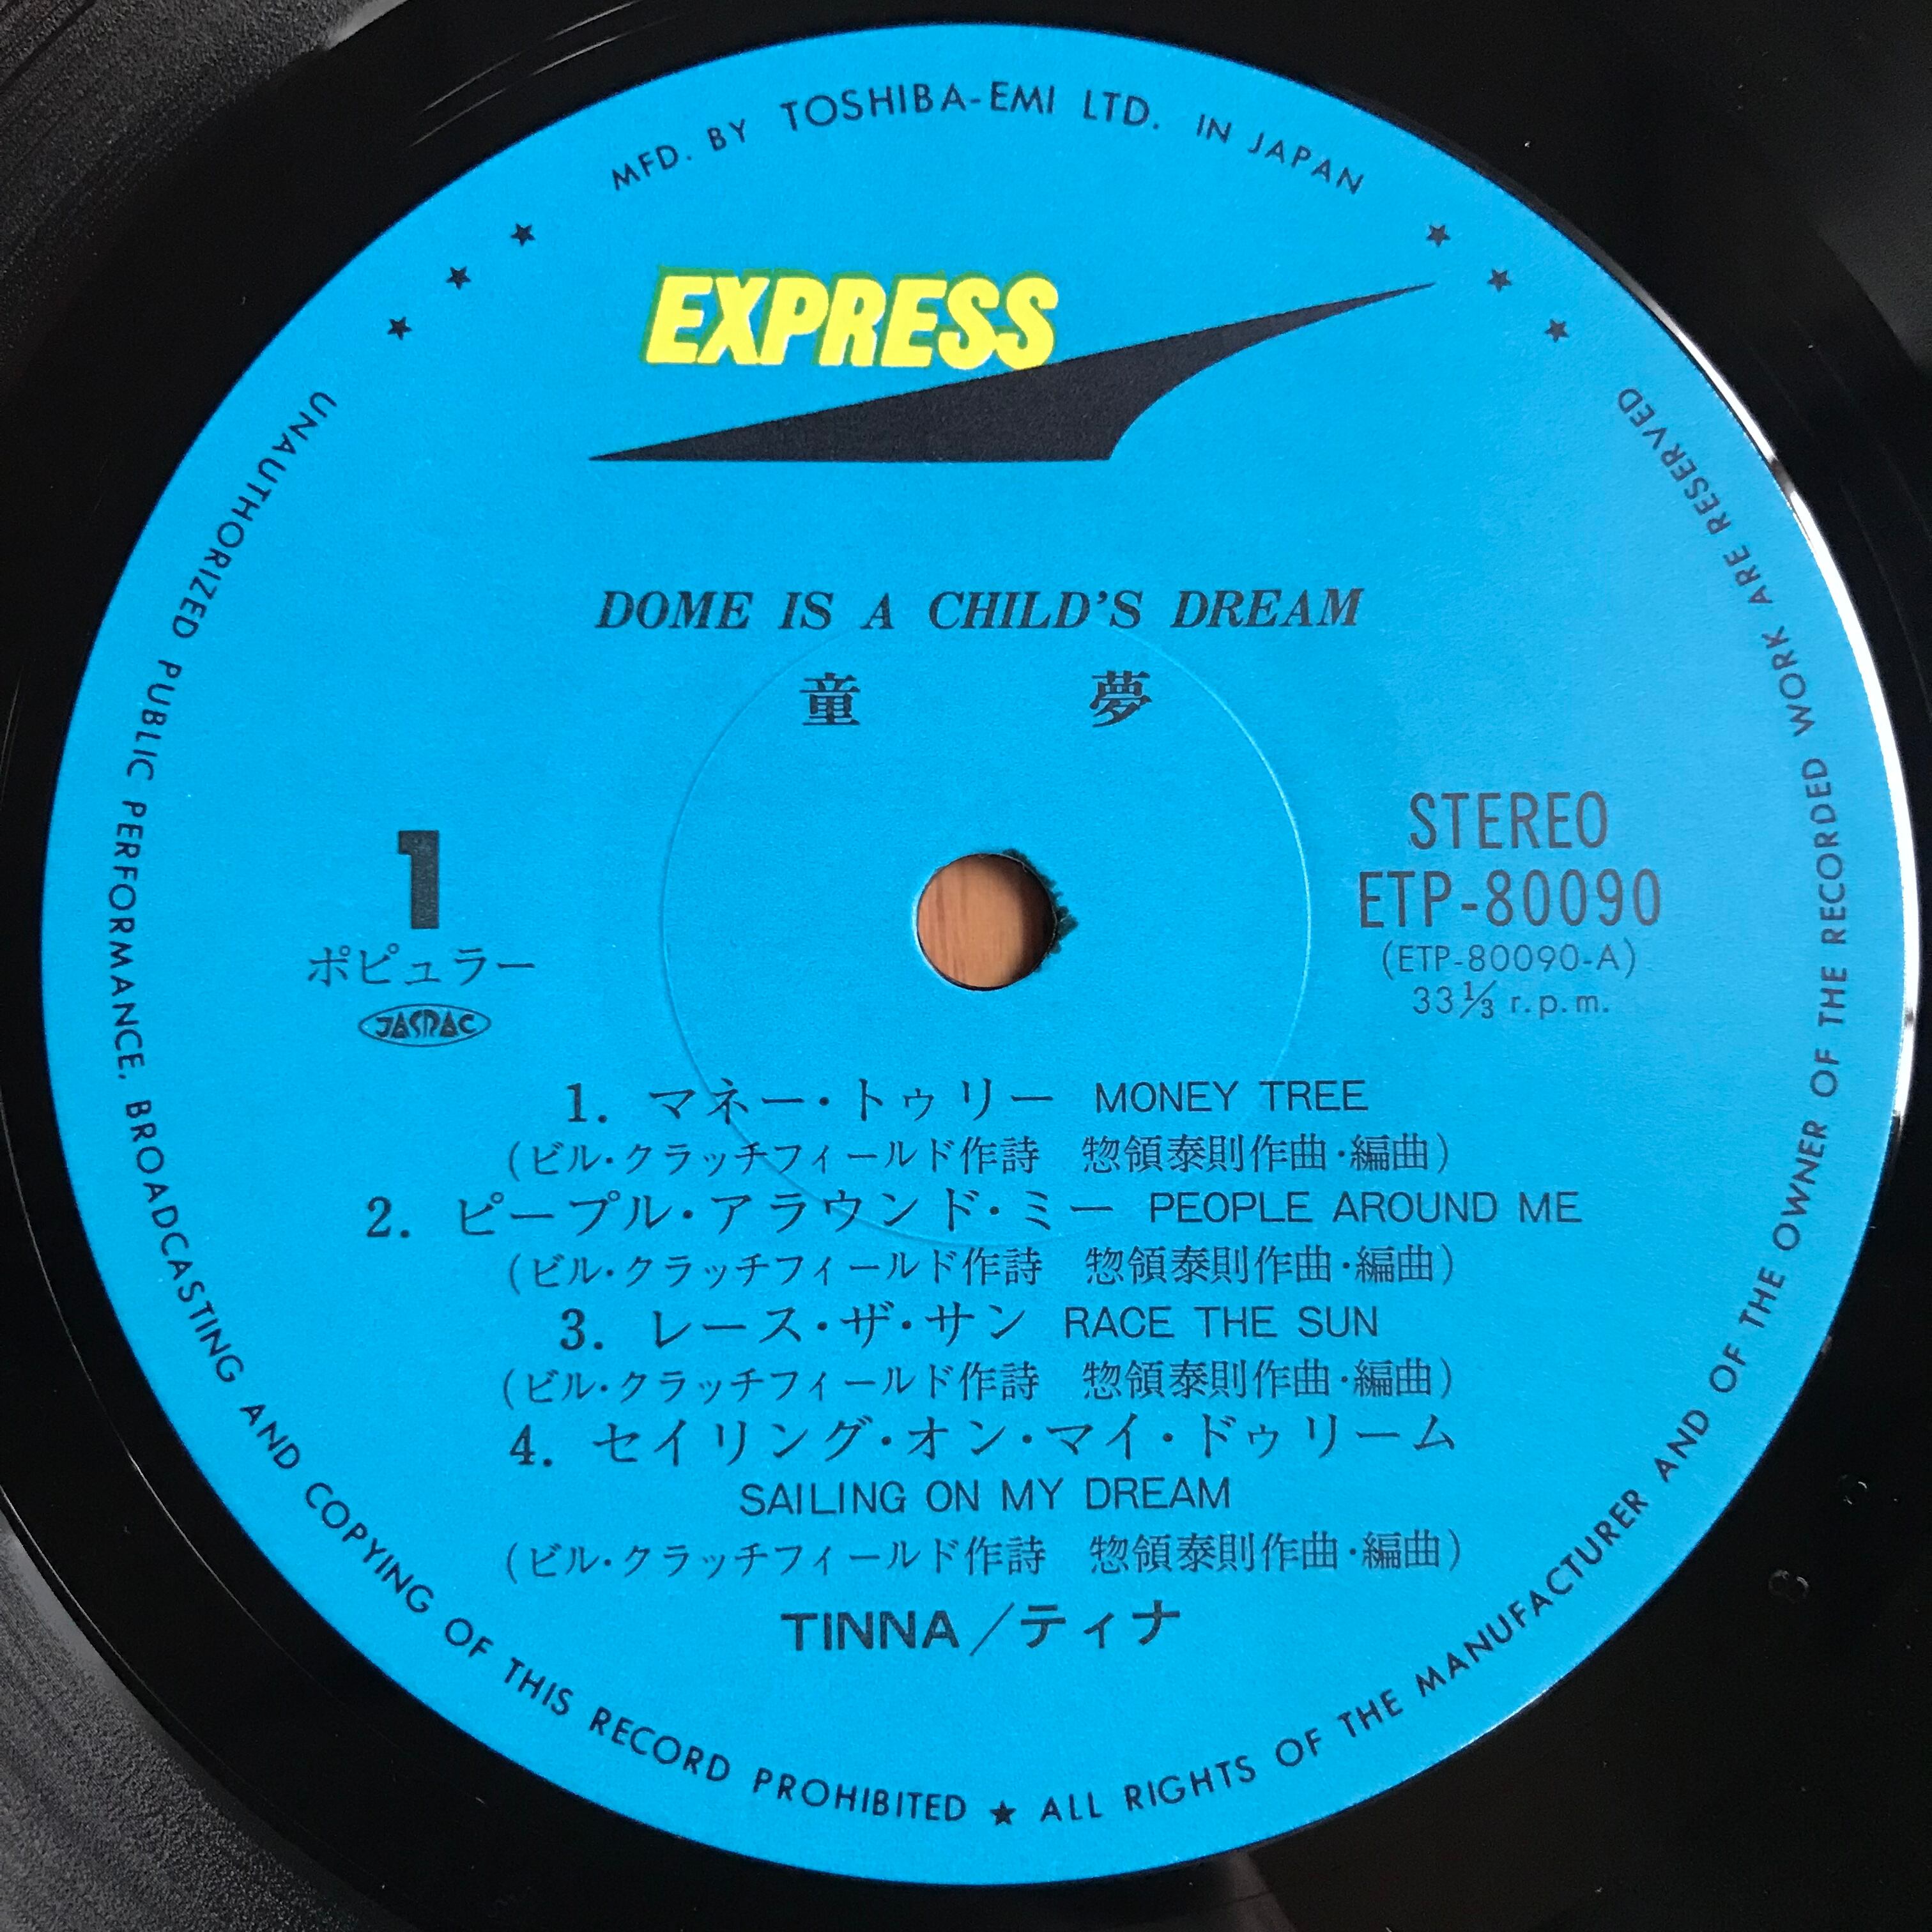 MFD. BY TOSHIBA-EMI LTD. IN JAPAN
EXPRESS
DOME IS A CHILD'S DREAM
童 夢
1
ポピュラー
JASRAC
STEREO
ETP-80090
(ETP-80090-A)
33⅓ r.p.m.
1. マネー・トゥリー MONEY TREE
(ビル・クラッチフィールド作詩 惣領泰則作曲・編曲)
2. ピープル・アラウンド・ミー PEOPLE AROUND ME
(ビル・クラッチフィールド作詩 惣領泰則作曲・編曲)
3. レース・ザ・サン RACE THE SUN
(ビル・クラッチフィールド作詩 惣領泰則作曲・編曲)
4. セイリング・オン・マイ・ドゥリーム
SAILING ON MY DREAM
(ビル・クラッチフィールド作詩 惣領泰則作曲・編曲)
TINNA/ティナ
UNAUTHORIZED PUBLIC PERFORMANCE, BROADCASTING AND COPYING OF THIS RECORD PROHIBITED ★ ALL RIGHTS OF THE MANUFACTURER AND OF THE OWNER OF THE RECORDED WORK ARE RESERVED